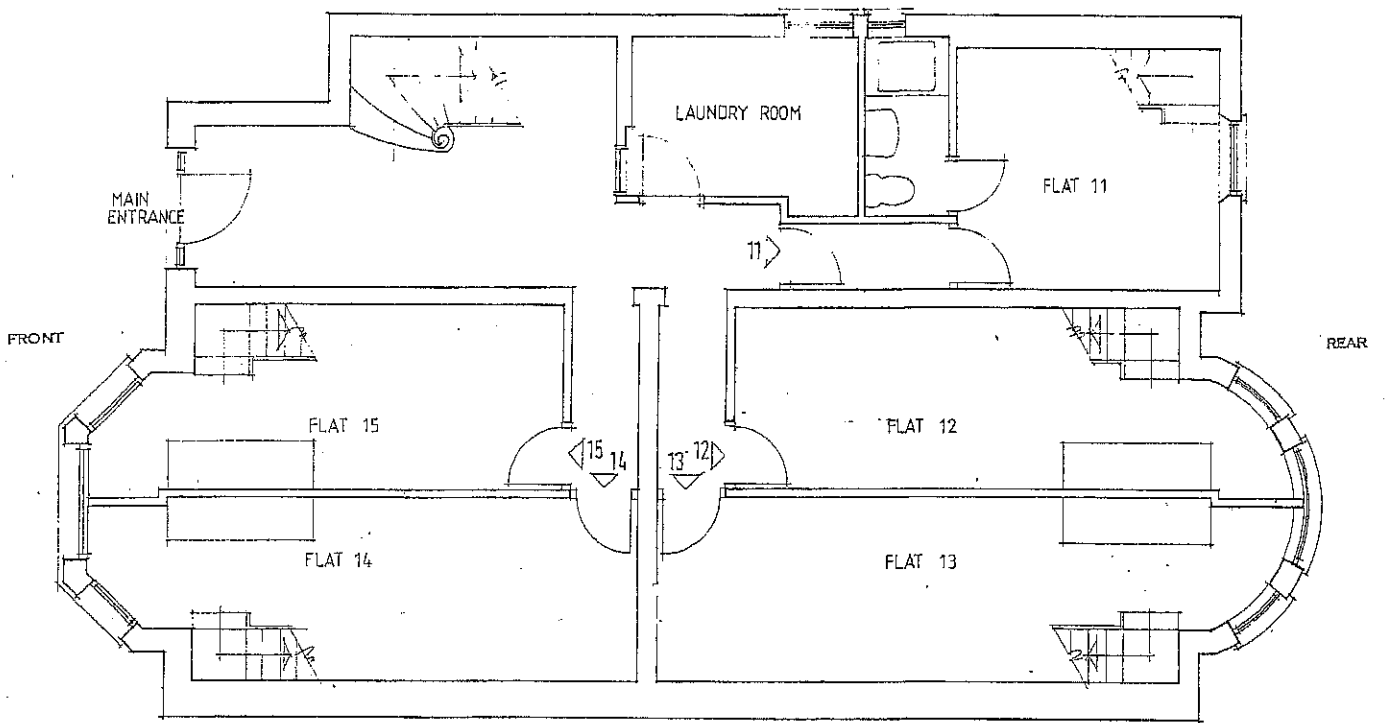 LAUNDRY ROOM
FLAT 11
MAIN
ENTRANCE
11
FRONT
REAR
FLAT 15
FLAT 12
15
14
13
12
FLAT 14
FLAT 13